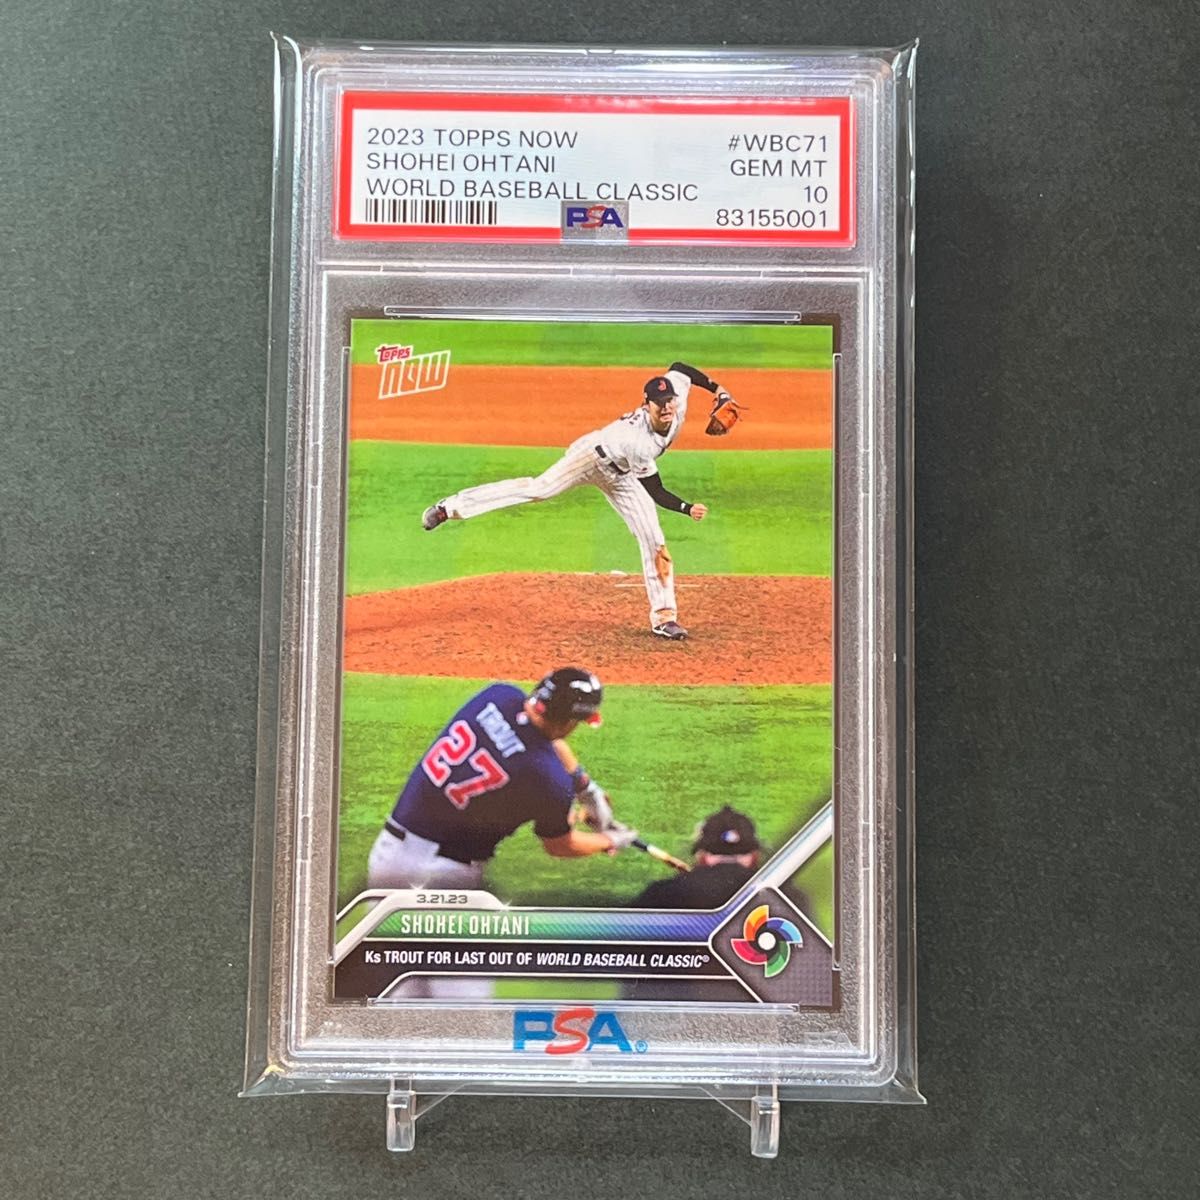 2023 TOPPS NOW #WBC71
SHOHEI OHTANI GEM MT
WORLD BASEBALL CLASSIC 10
PSA 83155001
topps
NOW
J
TROUT
27
3.21.23
SHOHEI OHTANI
Ks TROUT FOR LAST OUT OF WORLD BASEBALL CLASSIC®
PSA®